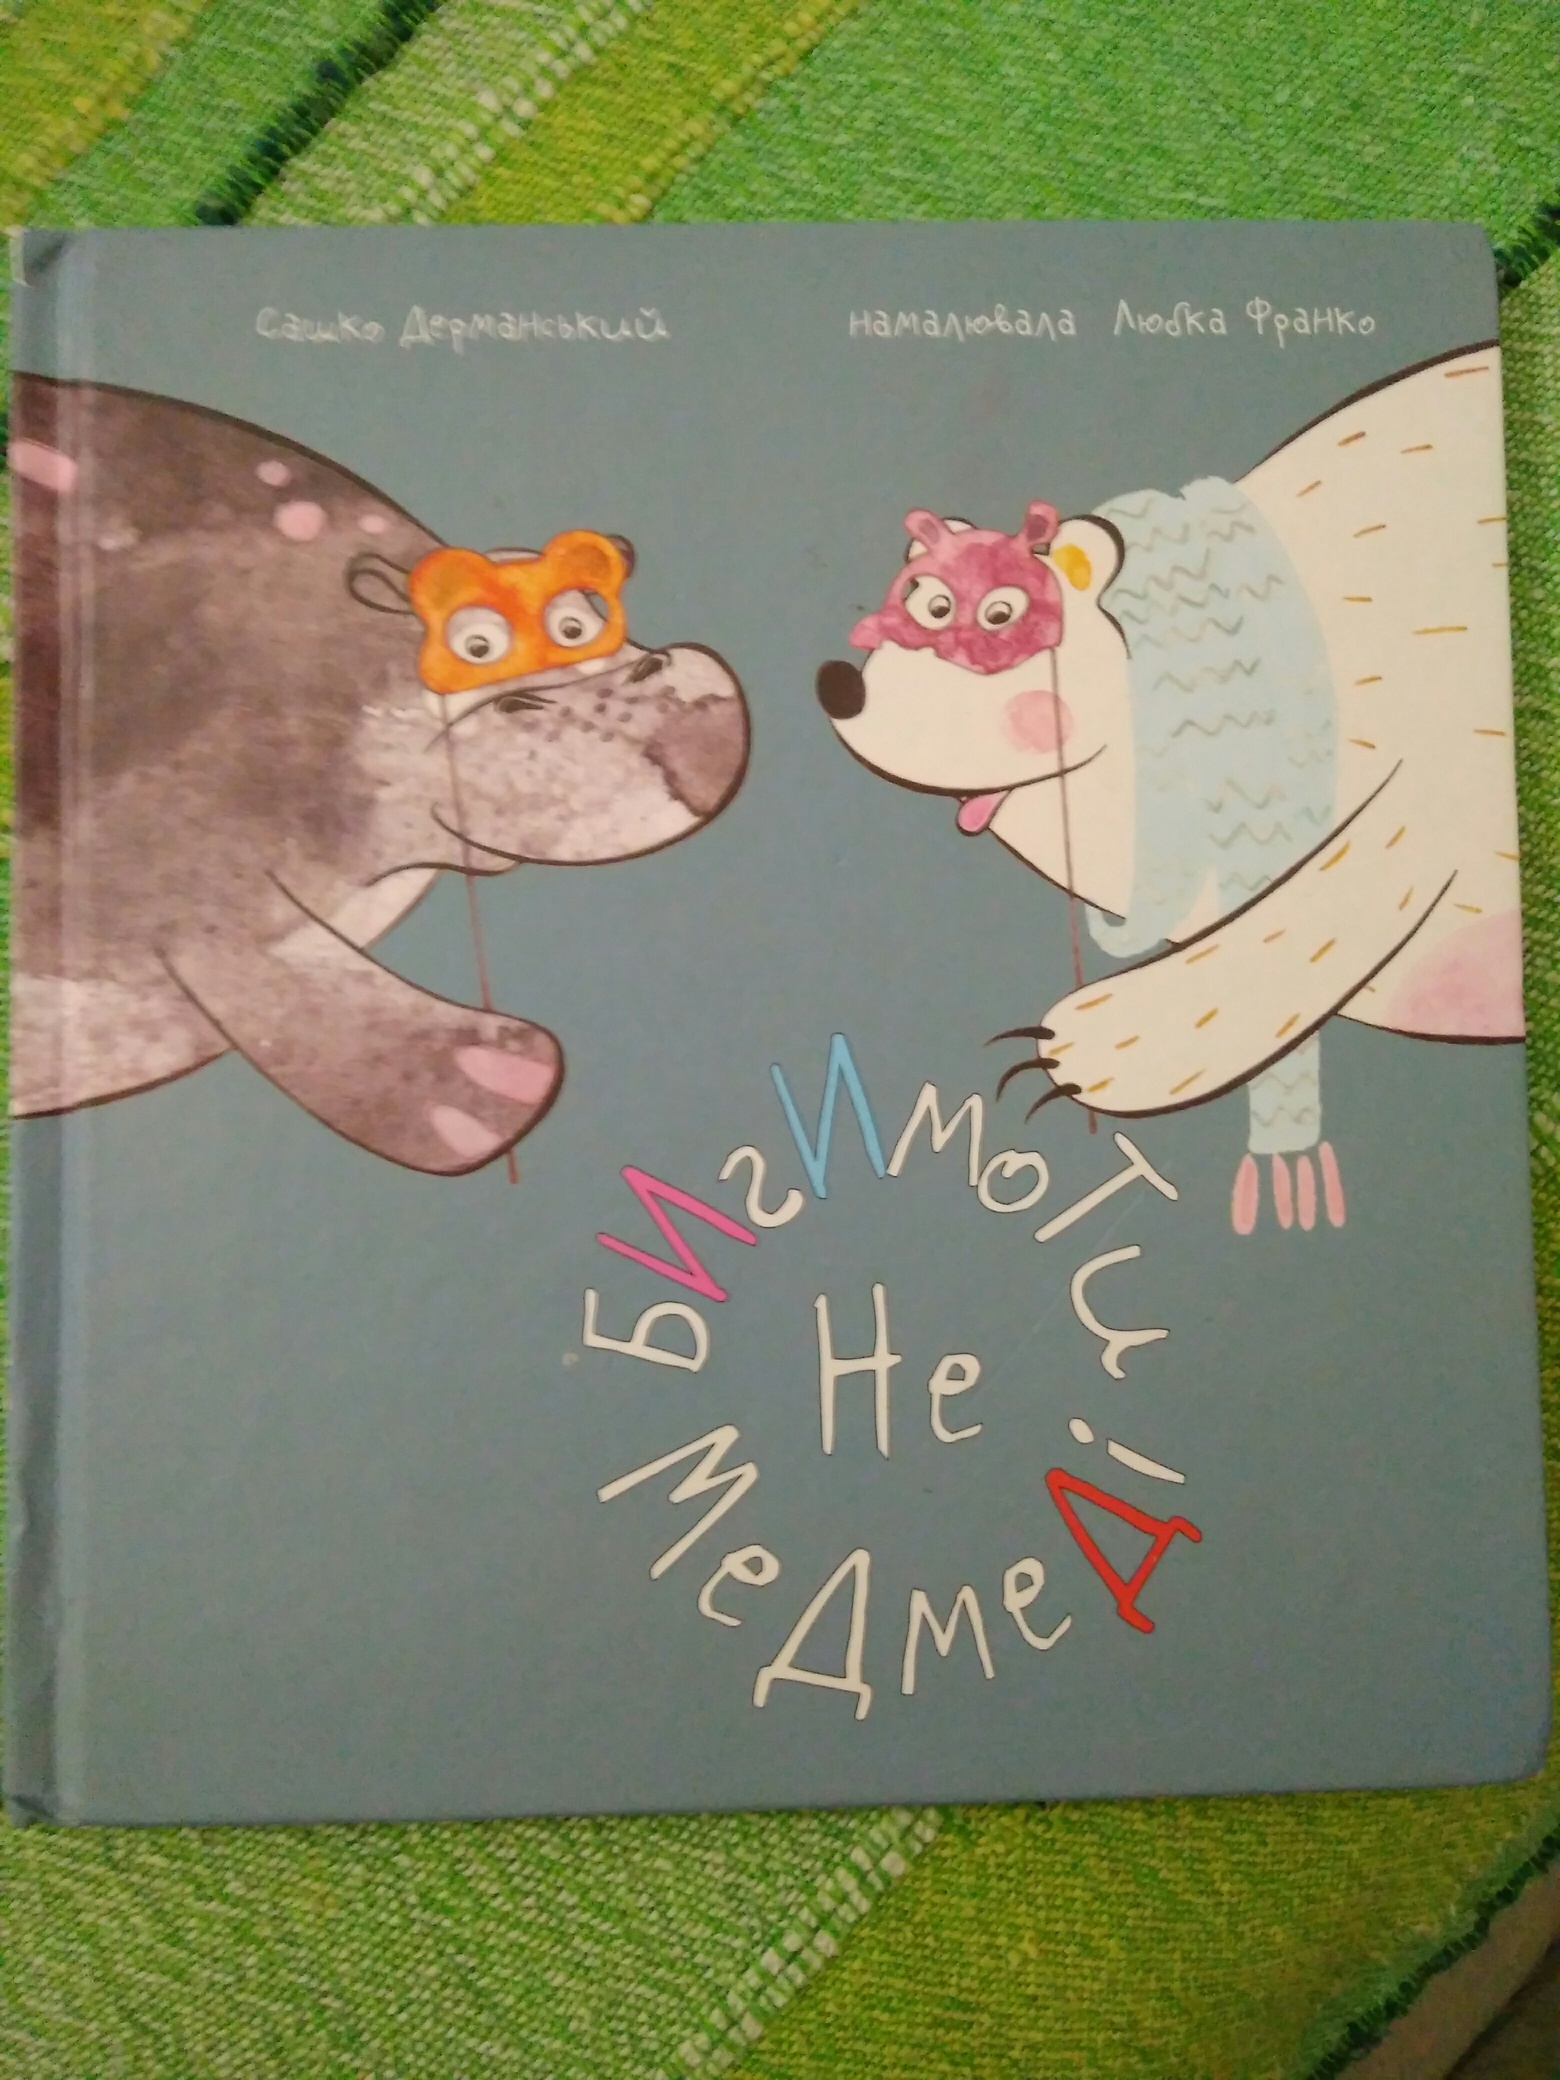 Сашко Дерманський
намалювала Любка Франко
БИгИмоТи
Не
МеДмеДі